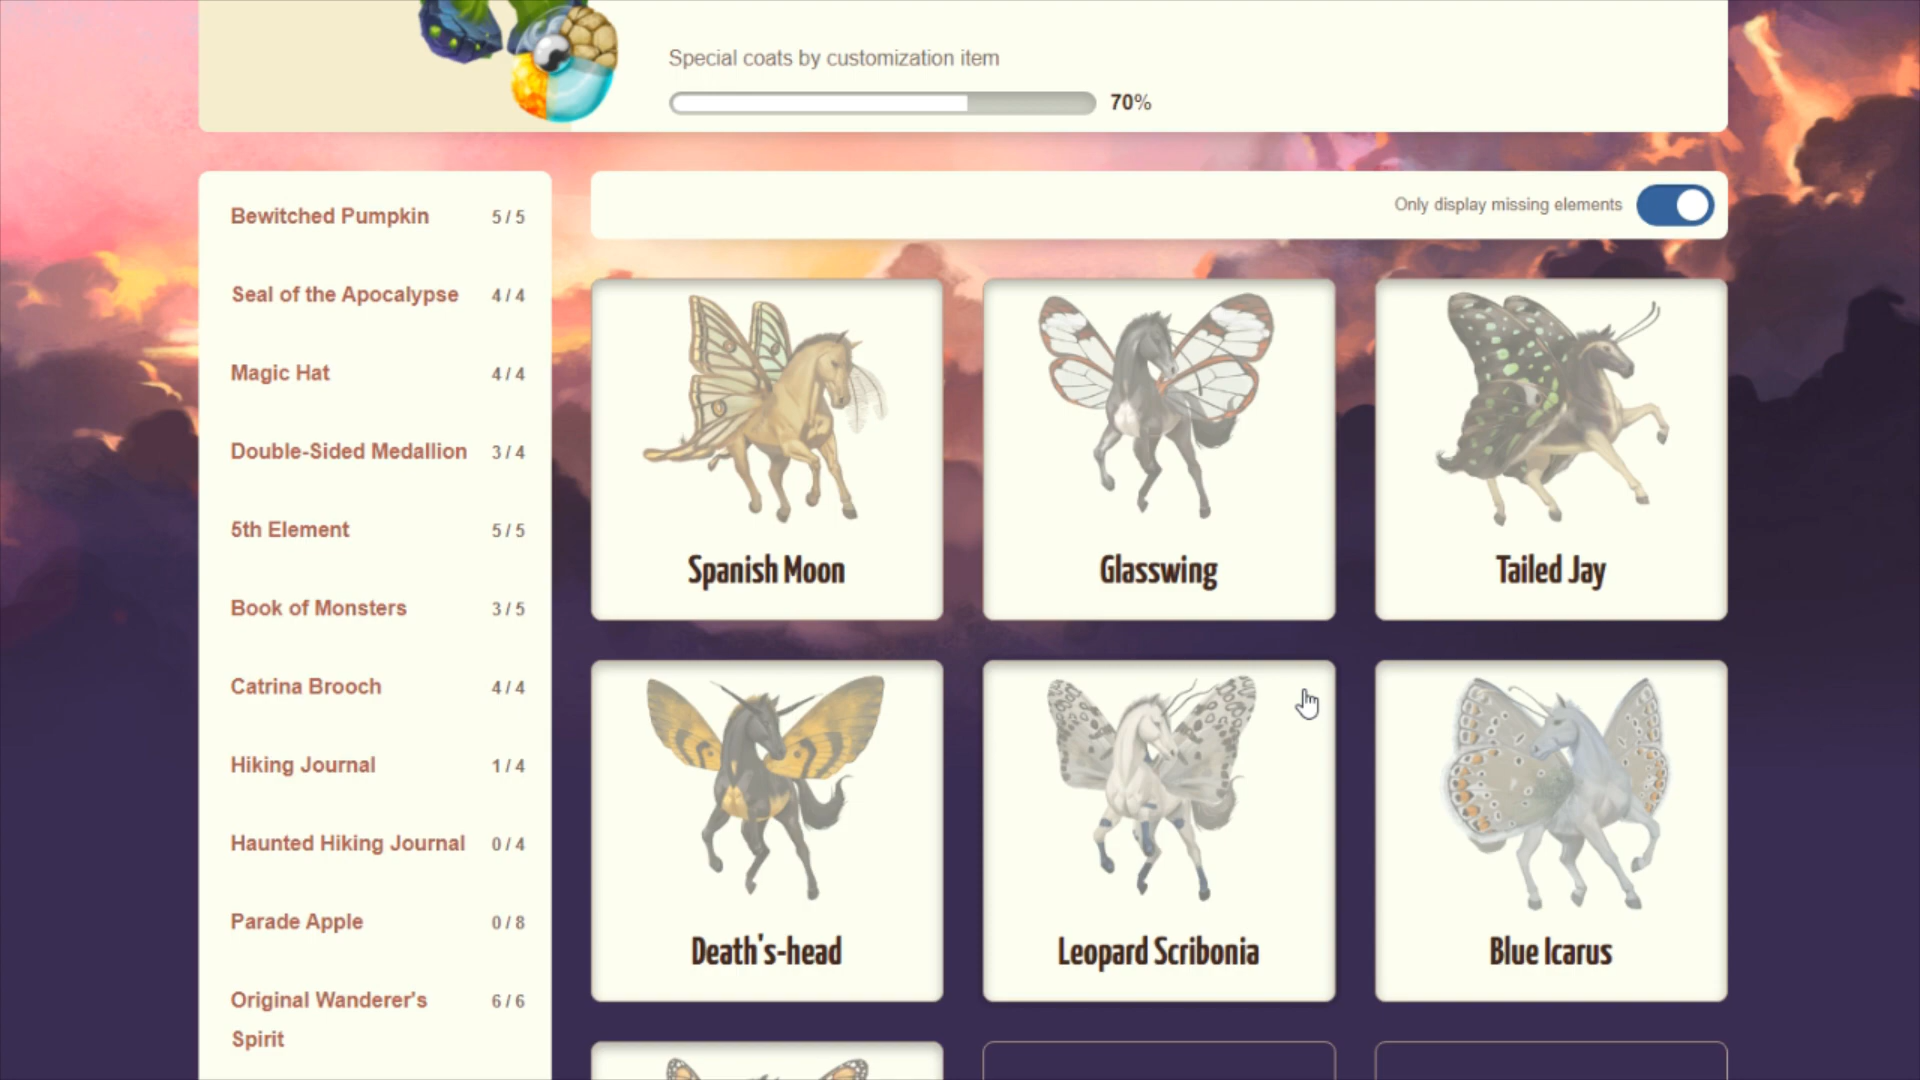 Special coats by customization item
70%
Only display missing elements
Bewitched Pumpkin 5 / 5
Seal of the Apocalypse 4 / 4
Magic Hat 4 / 4
Double-Sided Medallion 3 / 4
5th Element 5 / 5
Book of Monsters 3 / 5
Catrina Brooch 4 / 4
Hiking Journal 1 / 4
Haunted Hiking Journal 0 / 4
Parade Apple 0 / 8
Original Wanderer's 6 / 6
Spirit
Spanish Moon
Glasswing
Tailed Jay
Death's-head
Leopard Scribonia
Blue Icarus